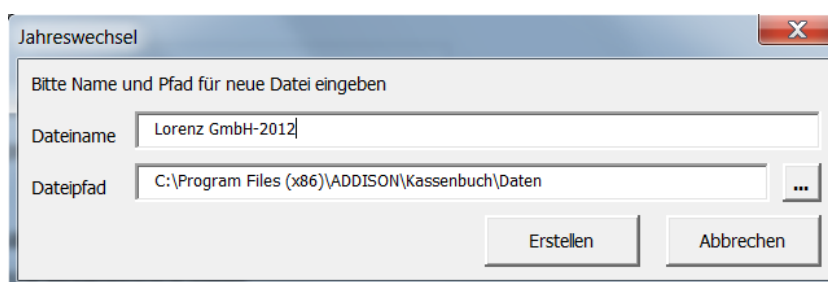 Jahreswechsel
X
Bitte Name und Pfad für neue Datei eingeben
Dateiname Lorenz GmbH-2012
Dateipfad C:\Program Files (x86)\ADDISON\Kassenbuch\Daten ...
Erstellen Abbrechen